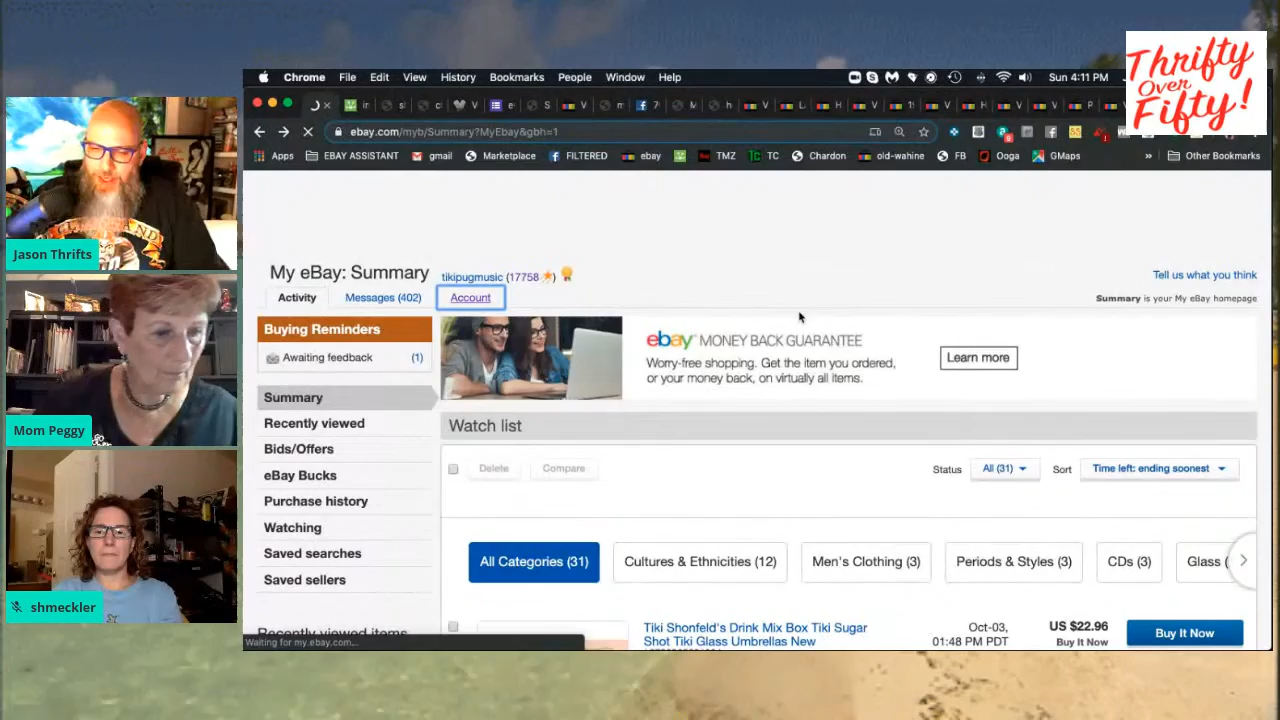 Thrifty
Over
Fifty!
Chrome File Edit View History Bookmarks People Window Help
Sun 4:11 PM
ebay.com/myb/Summary?MyEbay&gbh=1
Apps EBAY ASSISTANT gmail Marketplace FILTERED ebay TMZ TC Chardon old-wahine FB Ooga GMaps » Other Bookmarks
Jason Thrifts
Mom Peggy
shmeckler
My eBay: Summary tikipugmusic (17758)
Tell us what you think
Activity Messages (402) Account
Summary is your My eBay homepage
Buying Reminders
Awaiting feedback (1)
Summary
Recently viewed
Bids/Offers
eBay Bucks
Purchase history
Watching
Saved searches
Saved sellers
Recently viewed items
Waiting for my.ebay.com...
ebay MONEY BACK GUARANTEE
Worry-free shopping. Get the item you ordered,
or your money back, on virtually all items.
Learn more
Watch list
Delete Compare
Status All (31) Sort Time left: ending soonest
All Categories (31) Cultures & Ethnicities (12) Men's Clothing (3) Periods & Styles (3) CDs (3) Glass (
Tiki Shonfeld's Drink Mix Box Tiki Sugar
Shot Tiki Glass Umbrellas New
Oct-03,
01:48 PM PDT
US $22.96
Buy It Now
Buy It Now